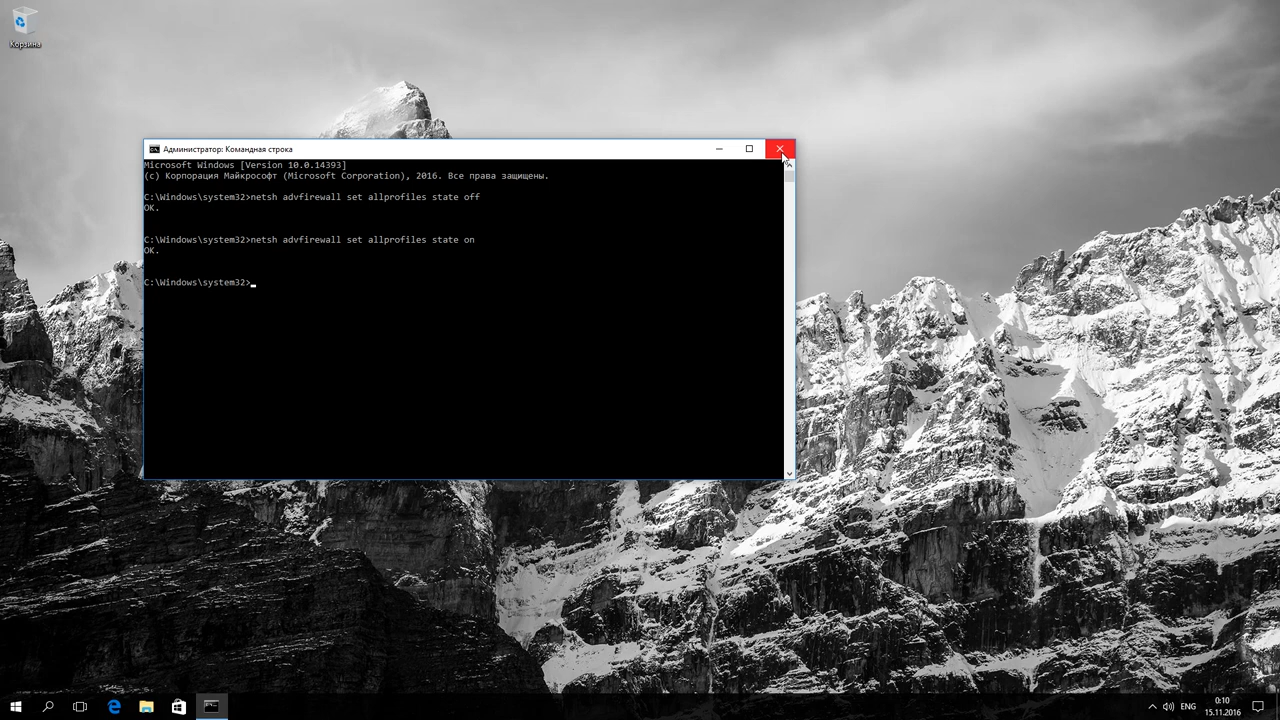 Корзина
Администратор: Командная строка
Microsoft Windows [Version 10.0.14393]
(c) Корпорация Майкрософт (Microsoft Corporation), 2016. Все права защищены.
C:\Windows\system32>netsh advfirewall set allprofiles state off
ОК.
C:\Windows\system32>netsh advfirewall set allprofiles state on
ОК.
C:\Windows\system32>
ENG
0:10
15.11.2016